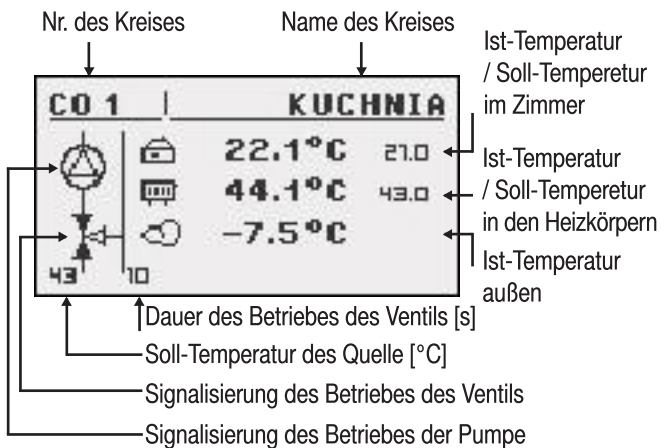 Nr. des Kreises
Name des Kreises
Ist-Temperatur
/ Soll-Temperetur
im Zimmer
CO 1
KUCHNIA
22.1°C 21.0
44.1°C 43.0
-7.5°C
43 10
Ist-Temperatur
/ Soll-Temperetur
in den Heizkörpern
Ist-Temperatur
außen
Dauer des Betriebes des Ventils [s]
Soll-Temperatur des Quelle [°C]
Signalisierung des Betriebes des Ventils
Signalisierung des Betriebes der Pumpe